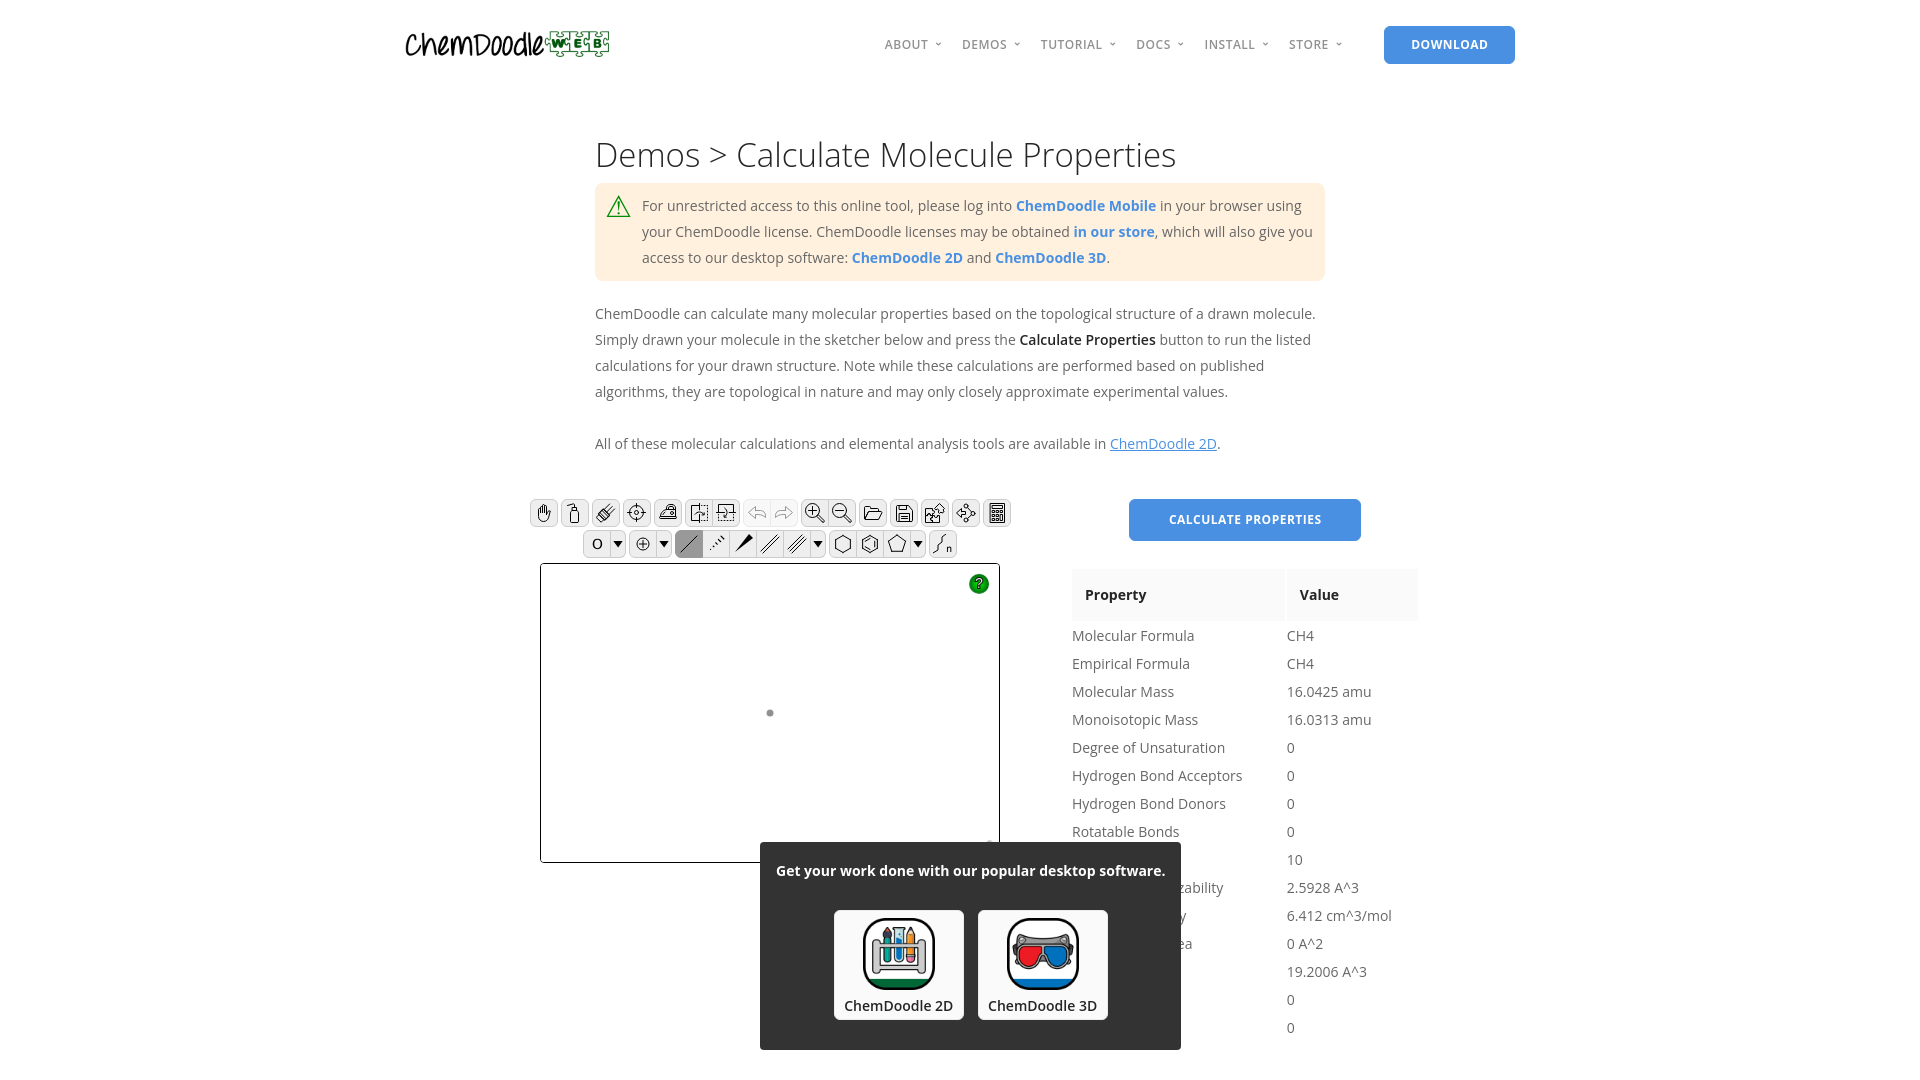 ChemDoodle WEB
ABOUT
DEMOS
TUTORIAL
DOCS
INSTALL
STORE
DOWNLOAD
Demos > Calculate Molecule Properties
For unrestricted access to this online tool, please log into ChemDoodle Mobile in your browser using
your ChemDoodle license. ChemDoodle licenses may be obtained in our store, which will also give you
access to our desktop software: ChemDoodle 2D and ChemDoodle 3D.
ChemDoodle can calculate many molecular properties based on the topological structure of a drawn molecule.
Simply drawn your molecule in the sketcher below and press the Calculate Properties button to run the listed
calculations for your drawn structure. Note while these calculations are performed based on published
algorithms, they are topological in nature and may only closely approximate experimental values.
All of these molecular calculations and elemental analysis tools are available in ChemDoodle 2D.
O
n
?
CALCULATE PROPERTIES
Property Value
Molecular Formula CH4
Empirical Formula CH4
Molecular Mass 16.0425 amu
Monoisotopic Mass 16.0313 amu
Degree of Unsaturation 0
Hydrogen Bond Acceptors 0
Hydrogen Bond Donors 0
Rotatable Bonds 0
10
zability 2.5928 A^3
y 6.412 cm^3/mol
ea 0 A^2
19.2006 A^3
0
0
Get your work done with our popular desktop software.
ChemDoodle 2D
ChemDoodle 3D